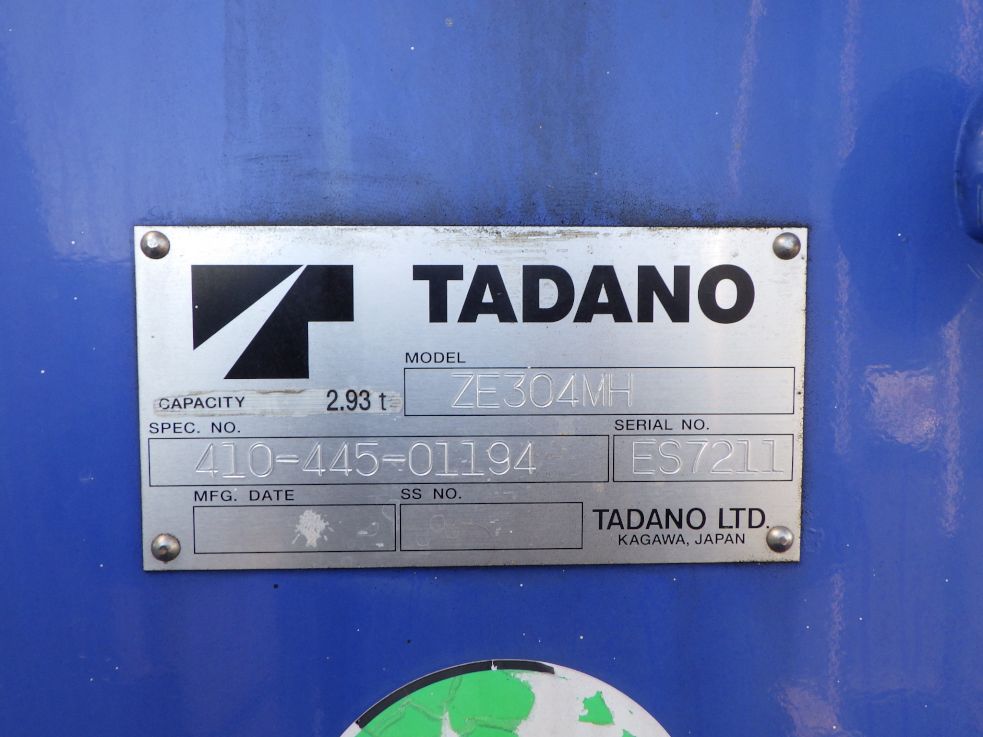 TADANO
MODEL
ZE304MH
CAPACITY 2.93 t
SPEC. NO.
410-445-01194
SERIAL NO.
ES7211
MFG. DATE
SS NO.
TADANO LTD.
KAGAWA, JAPAN